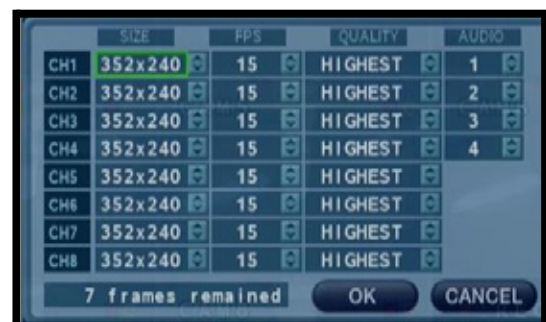 SIZE FPS QUALITY AUDIO
CH1 352x240 15 HIGHEST 1
CH2 352x240 15 HIGHEST 2
CH3 352x240 15 HIGHEST 3
CH4 352x240 15 HIGHEST 4
CH5 352x240 15 HIGHEST
CH6 352x240 15 HIGHEST
CH7 352x240 15 HIGHEST
CH8 352x240 15 HIGHEST
7 frames remained OK CANCEL